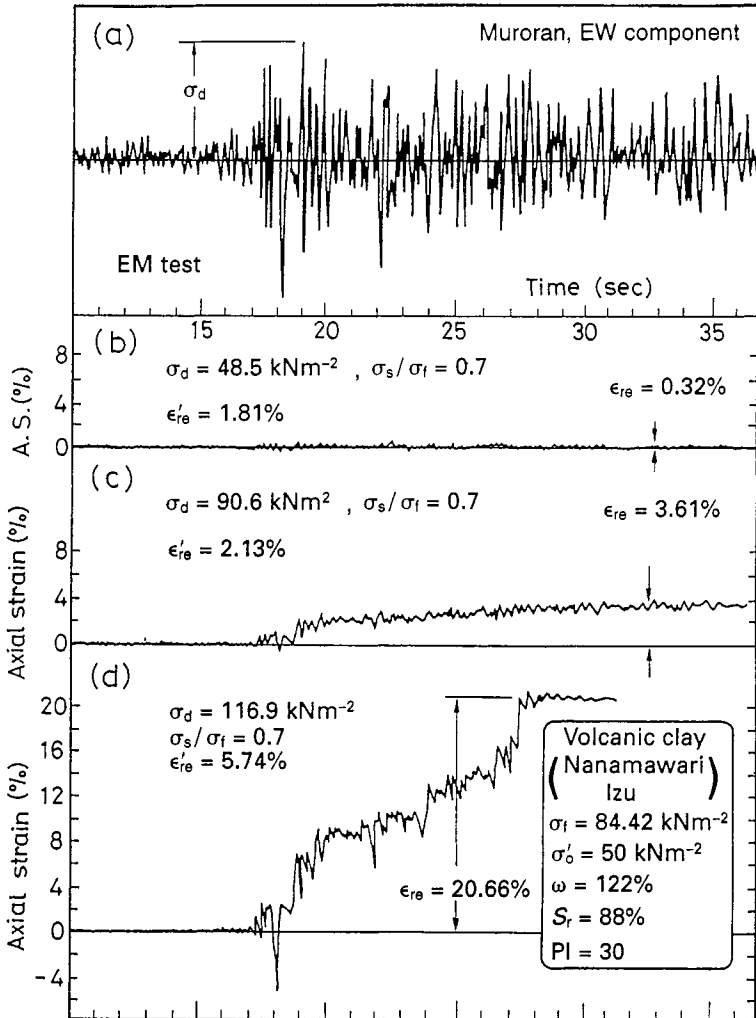 (a)
Muroran, EW component
σd
EM test
Time (sec)
15 20 25 30 35
(b)
A. S. (%)
8
4
0
σd = 48.5 kNm⁻² , σs/σf = 0.7
ε're = 1.81%
εre = 0.32%
(c)
Axial strain (%)
8
4
0
σd = 90.6 kNm² , σs/σf = 0.7
ε're = 2.13%
εre = 3.61%
(d)
Axial strain (%)
20
16
12
8
4
0
-4
σd = 116.9 kNm⁻²
σs/σf = 0.7
ε're = 5.74%
εre = 20.66%
Volcanic clay
(Nanamawari
Izu)
σf = 84.42 kNm⁻²
σ'o = 50 kNm⁻²
ω = 122%
Sr = 88%
PI = 30